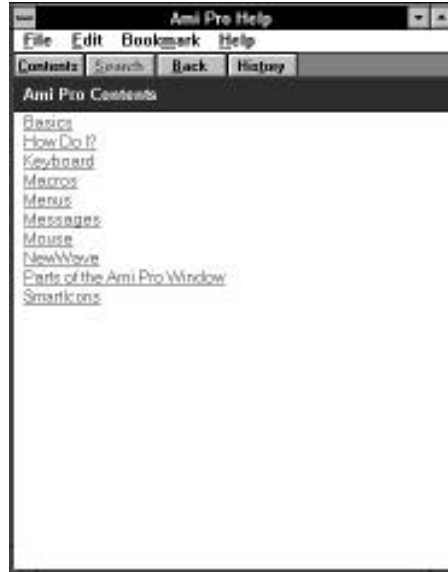 Ami Pro Help
File Edit Bookmark Help
Contents Search Back History
Ami Pro Contents
Basics
How Do I?
Keyboard
Macros
Menus
Messages
Mouse
NewWave
Parts of the Ami Pro Window
SmartIcons